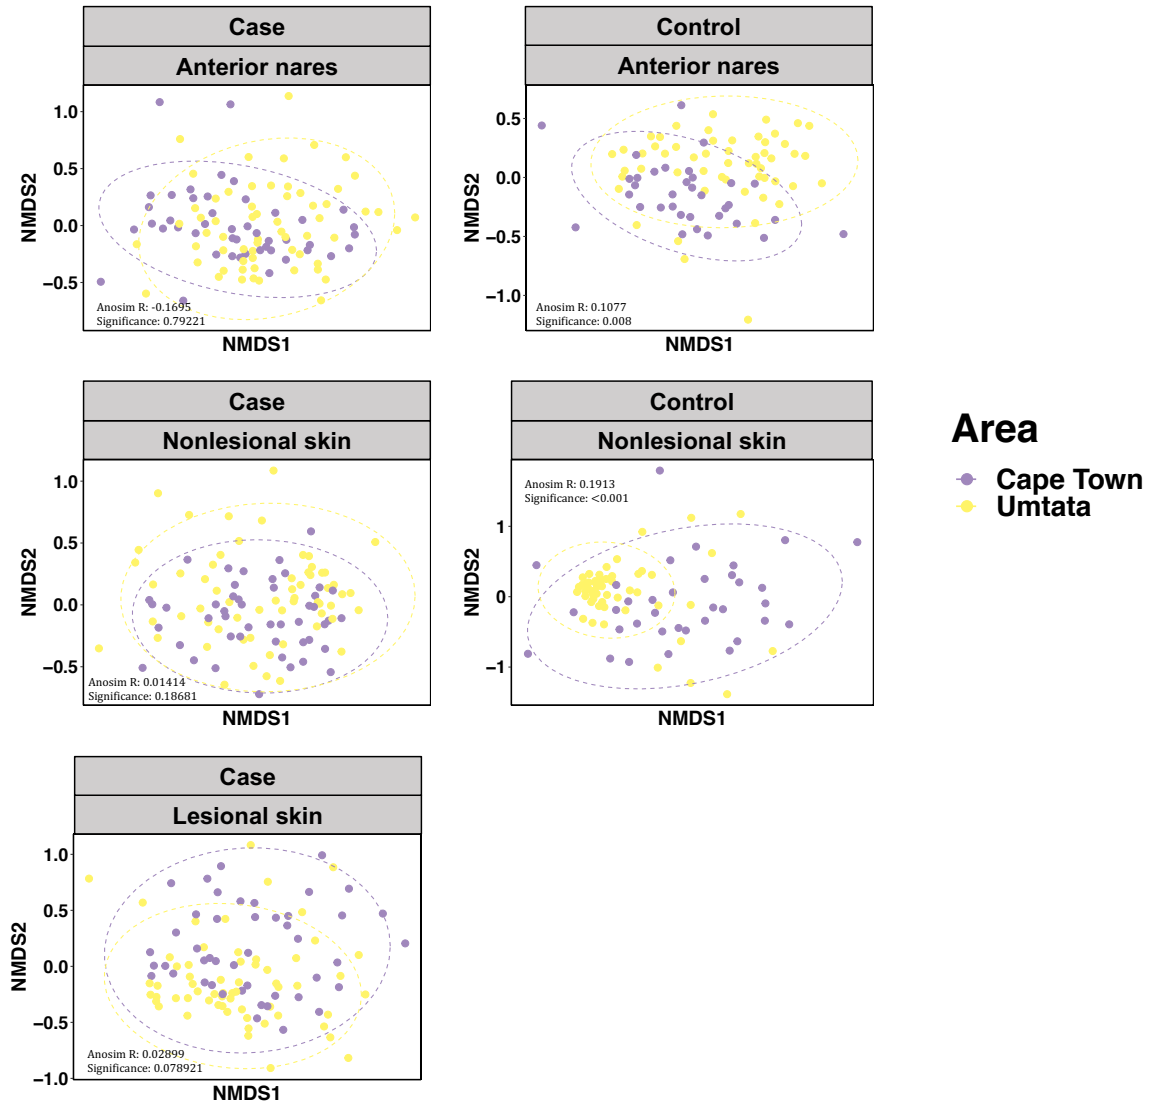 Case
Anterior nares
1.0
0.5
0.0
−0.5
NMDS2
Anosim R: -0.1695
Significance: 0.79221
NMDS1
Control
Anterior nares
0.5
0.0
−0.5
−1.0
NMDS2
Anosim R: 0.1077
Significance: 0.008
NMDS1
Case
Nonlesional skin
1.0
0.5
0.0
−0.5
NMDS2
Anosim R: 0.01414
Significance: 0.18681
NMDS1
Control
Nonlesional skin
Anosim R: 0.1913
Significance: <0.001
1
0
−1
NMDS2
NMDS1
Area
Cape Town
Umtata
Case
Lesional skin
1.0
0.5
0.0
−0.5
−1.0
NMDS2
Anosim R: 0.02899
Significance: 0.078921
NMDS1